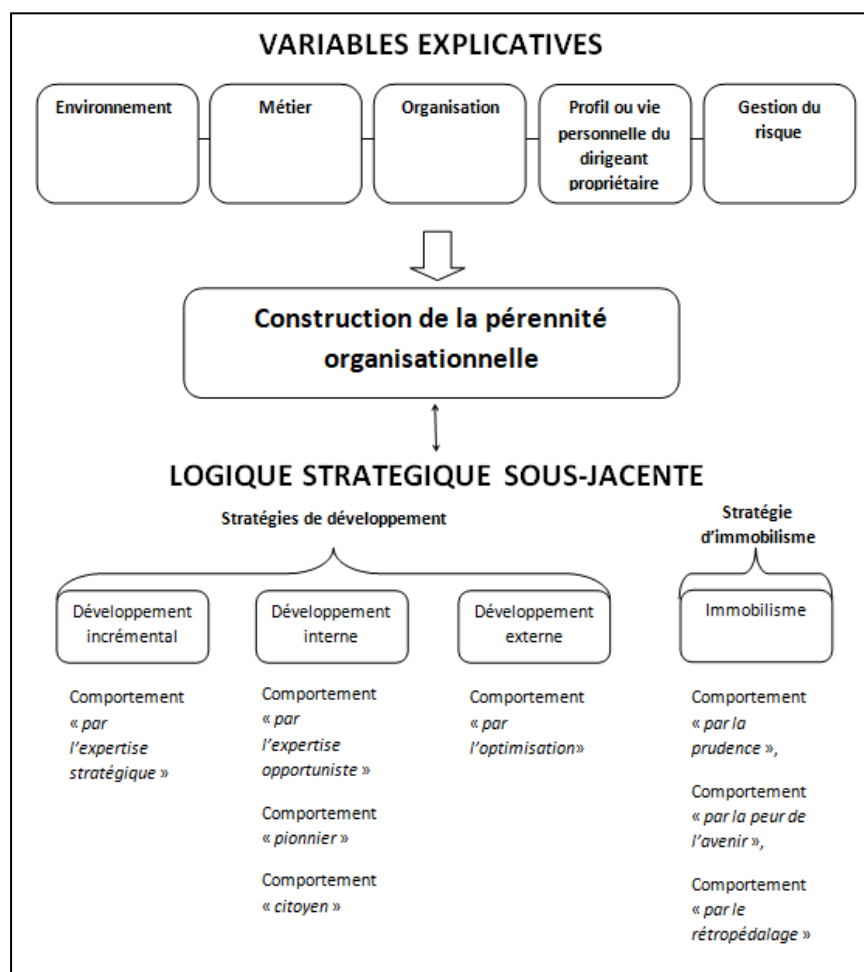 VARIABLES EXPLICATIVES
Environnement
Métier
Organisation
Profil ou vie
personnelle du
dirigeant
propriétaire
Gestion du
risque
Construction de la pérennité
organisationnelle
LOGIQUE STRATEGIQUE SOUS-JACENTE
Stratégies de développement
Stratégie
d'immobilisme
Développement
incrémental
Développement
interne
Développement
externe
Immobilisme
Comportement
« par
l'expertise
stratégique »
Comportement
« par
l'expertise
opportuniste »
Comportement
« pionnier »
Comportement
« citoyen »
Comportement
« par
l'optimisation»
Comportement
« par la
prudence »,
Comportement
« par la peur de
l'avenir »,
Comportement
« par le
rétropédalage »